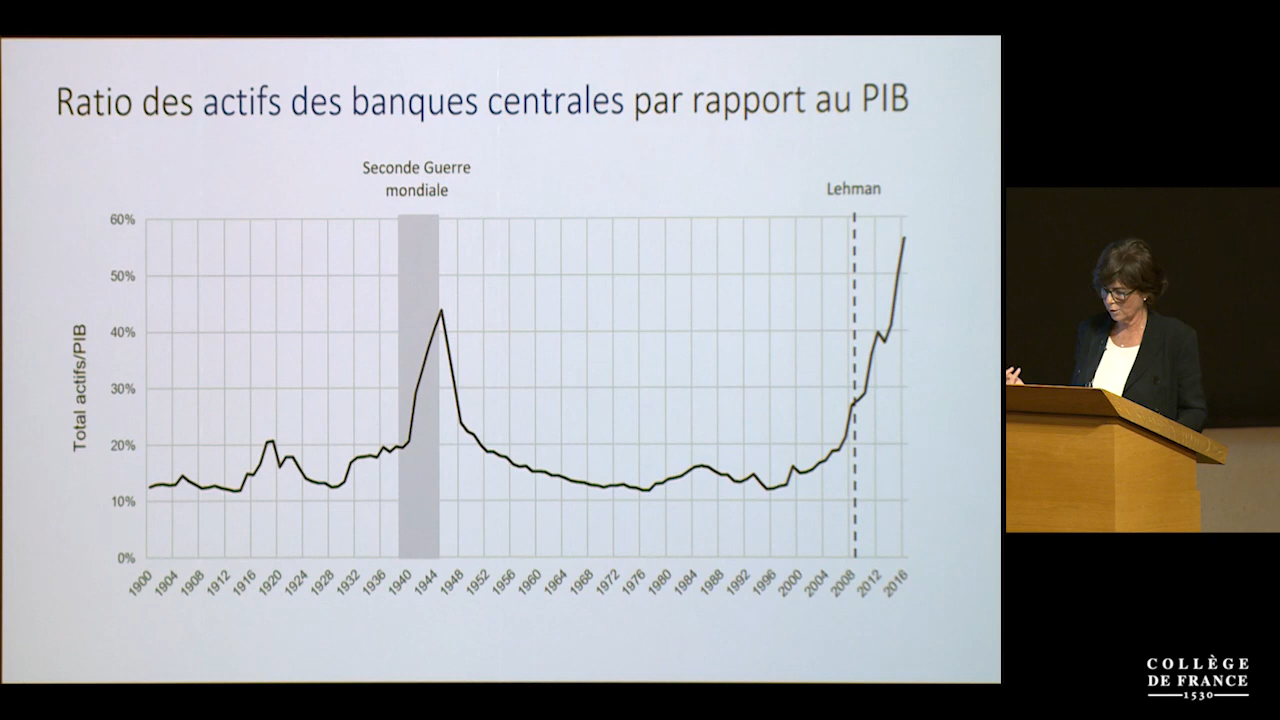 Ratio des actifs des banques centrales par rapport au PIB
Seconde Guerre
mondiale
Lehman
60%
50%
40%
30%
20%
10%
0%
Total actifs/PIB
1900 1904 1908 1912 1916 1920 1924 1928 1932 1936 1940 1944 1948 1952 1956 1960 1964 1968 1972 1976 1980 1984 1988 1992 1996 2000 2004 2008 2012 2016
COLLÈGE
DE FRANCE
1530